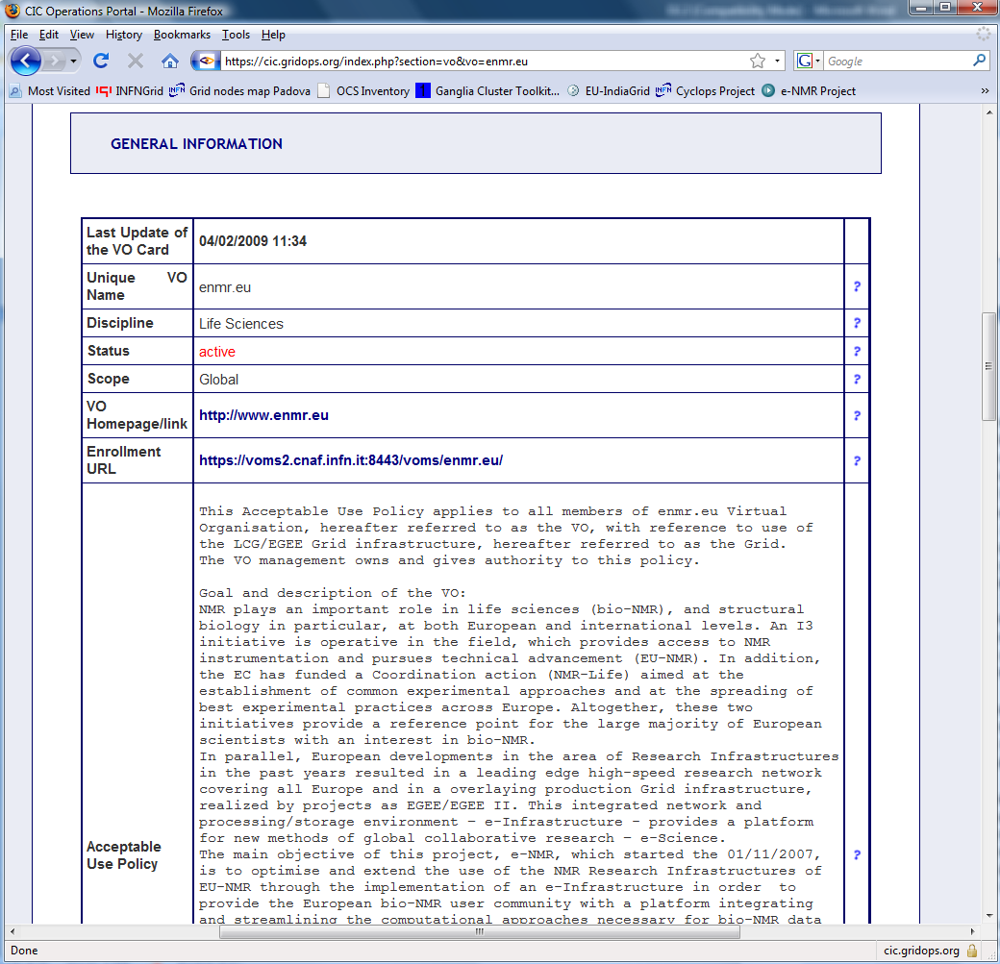 CIC Operations Portal - Mozilla Firefox
File Edit View History Bookmarks Tools Help
https://cic.gridops.org/index.php?section=vo&vo=enmr.eu
G Google
Most Visited INFNGrid Grid nodes map Padova OCS Inventory 1 Ganglia Cluster Toolkit... EU-IndiaGrid Cyclops Project e-NMR Project »
GENERAL INFORMATION
Last Update of
the VO Card
04/02/2009 11:34
Unique VO
Name
enmr.eu ?
Discipline Life Sciences ?
Status active ?
Scope Global ?
VO
Homepage/link
http://www.enmr.eu ?
Enrollment
URL
https://voms2.cnaf.infn.it:8443/voms/enmr.eu/ ?
Acceptable
Use Policy
This Acceptable Use Policy applies to all members of enmr.eu Virtual
Organisation, hereafter referred to as the VO, with reference to use of
the LCG/EGEE Grid infrastructure, hereafter referred to as the Grid.
The VO management owns and gives authority to this policy.
Goal and description of the VO:
NMR plays an important role in life sciences (bio-NMR), and structural
biology in particular, at both European and international levels. An I3
initiative is operative in the field, which provides access to NMR
instrumentation and pursues technical advancement (EU-NMR). In addition,
the EC has funded a Coordination action (NMR-Life) aimed at the
establishment of common experimental approaches and at the spreading of
best experimental practices across Europe. Altogether, these two
initiatives provide a reference point for the large majority of European
scientists with an interest in bio-NMR.
In parallel, European developments in the area of Research Infrastructures
in the past years resulted in a leading edge high-speed research network
covering all Europe and in a overlaying production Grid infrastructure,
realized by projects as EGEE/EGEE II. This integrated network and
processing/storage environment – e-Infrastructure – provides a platform
for new methods of global collaborative research – e-Science.
The main objective of this project, e-NMR, which started the 01/11/2007,
is to optimise and extend the use of the NMR Research Infrastructures of
EU-NMR through the implementation of an e-Infrastructure in order  to
provide the European bio-NMR user community with a platform integrating
and streamlining the computational approaches necessary for bio-NMR data
?
Done cic.gridops.org